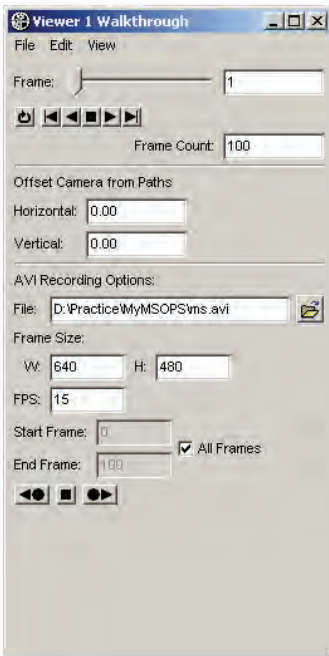 Viewer 1 Walkthrough
File Edit View
Frame: 1
Frame Count: 100
Offset Camera from Paths
Horizontal: 0.00
Vertical: 0.00
AVI Recording Options:
File: D:\Practice\MyMSOPS\ms.avi
Frame Size:
W: 640 H: 480
FPS: 15
Start Frame: 0
All Frames
End Frame: 100